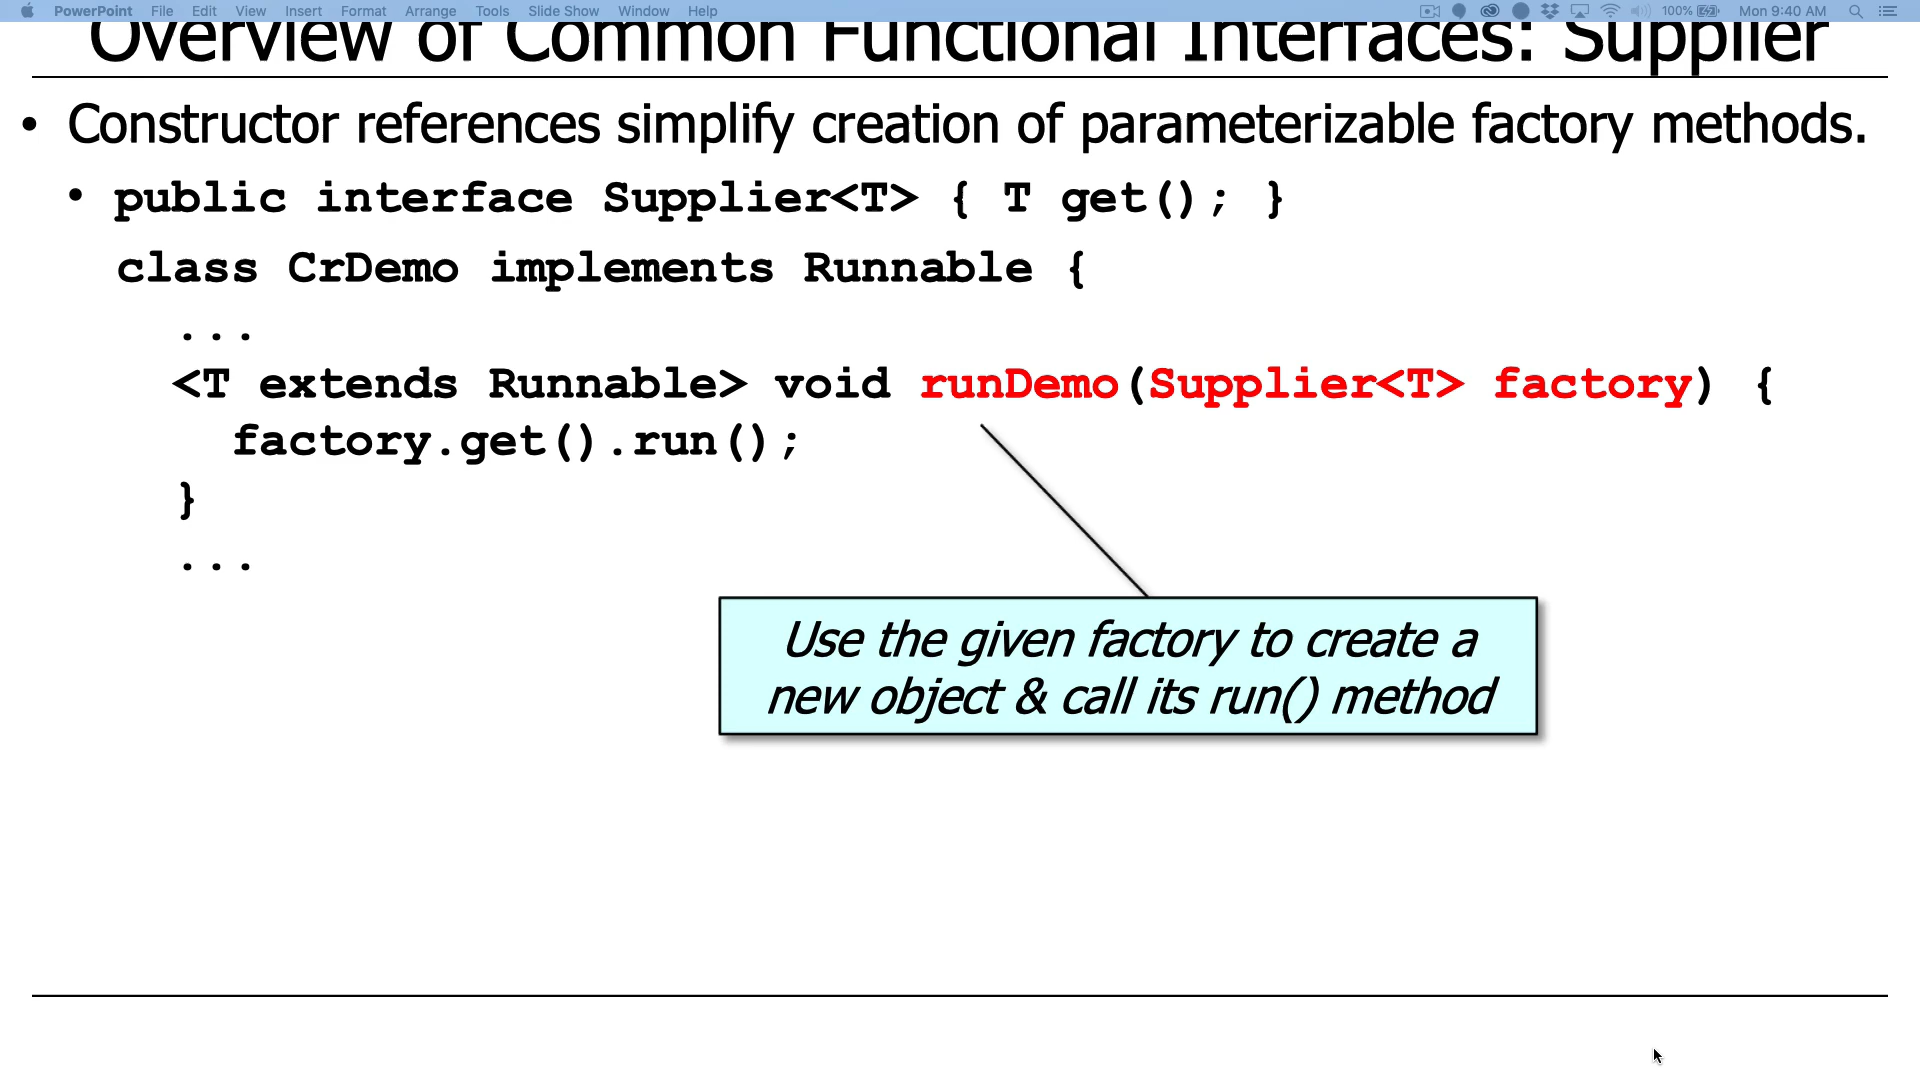 PowerPoint File Edit View Insert Format Arrange Tools Slide Show Window Help 100% Mon 9:40 AM
Overview of Common Functional Interfaces: Supplier
• Constructor references simplify creation of parameterizable factory methods.
• public interface Supplier<T> { T get(); }
class CrDemo implements Runnable {
...
<T extends Runnable> void runDemo(Supplier<T> factory) {
factory.get().run();
}
...
Use the given factory to create a
new object & call its run() method